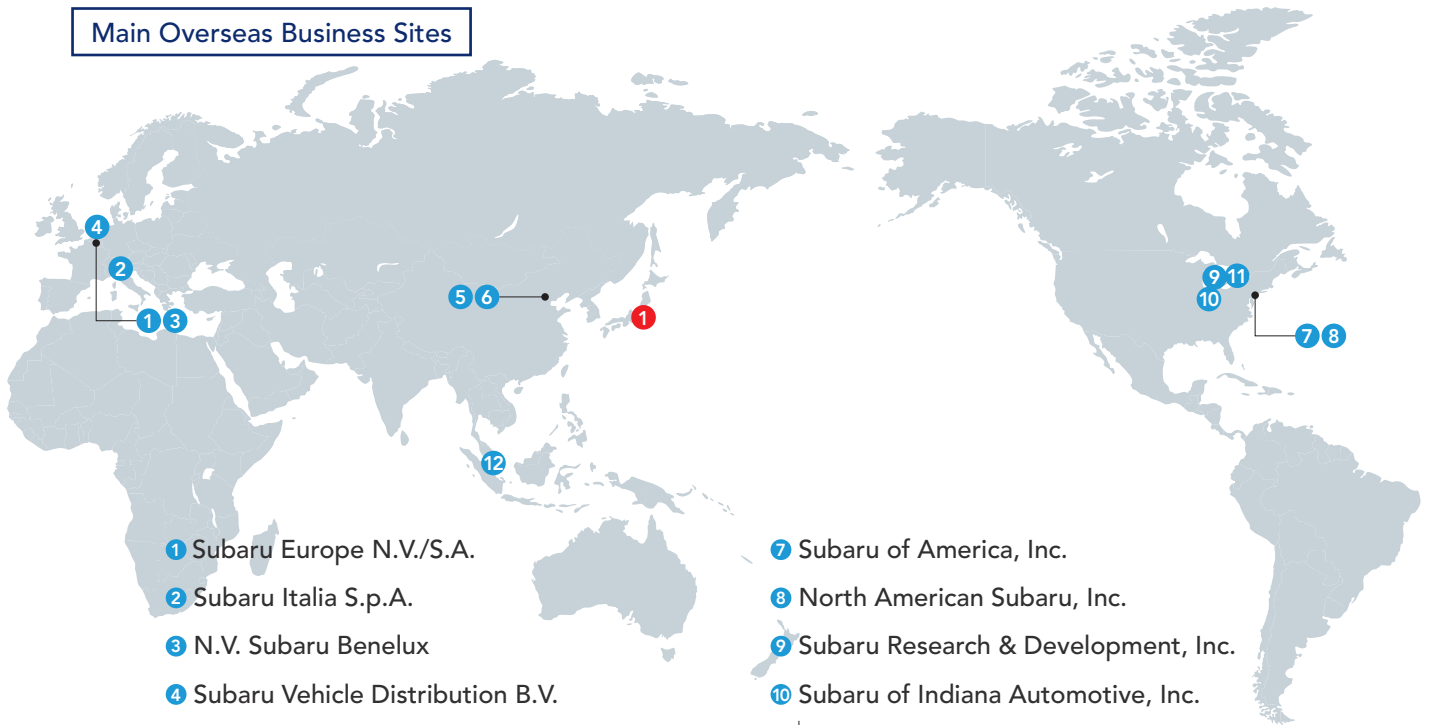 Main Overseas Business Sites
4
2
1 3
5 6
1
9 11
10
7 8
12
1 Subaru Europe N.V./S.A.
2 Subaru Italia S.p.A.
3 N.V. Subaru Benelux
4 Subaru Vehicle Distribution B.V.
7 Subaru of America, Inc.
8 North American Subaru, Inc.
9 Subaru Research & Development, Inc.
10 Subaru of Indiana Automotive, Inc.